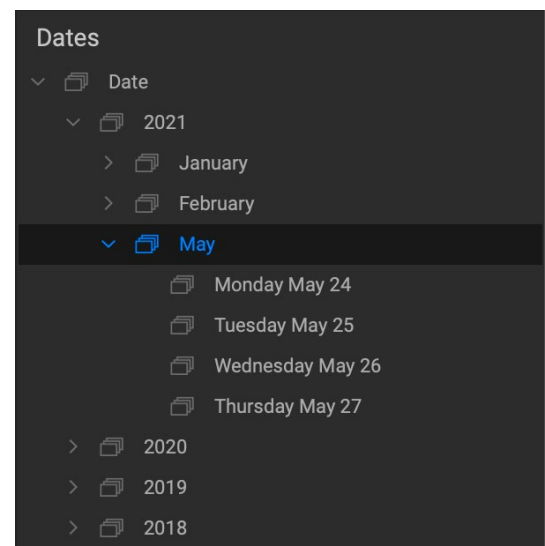 Dates
Date
2021
January
February
May
Monday May 24
Tuesday May 25
Wednesday May 26
Thursday May 27
2020
2019
2018